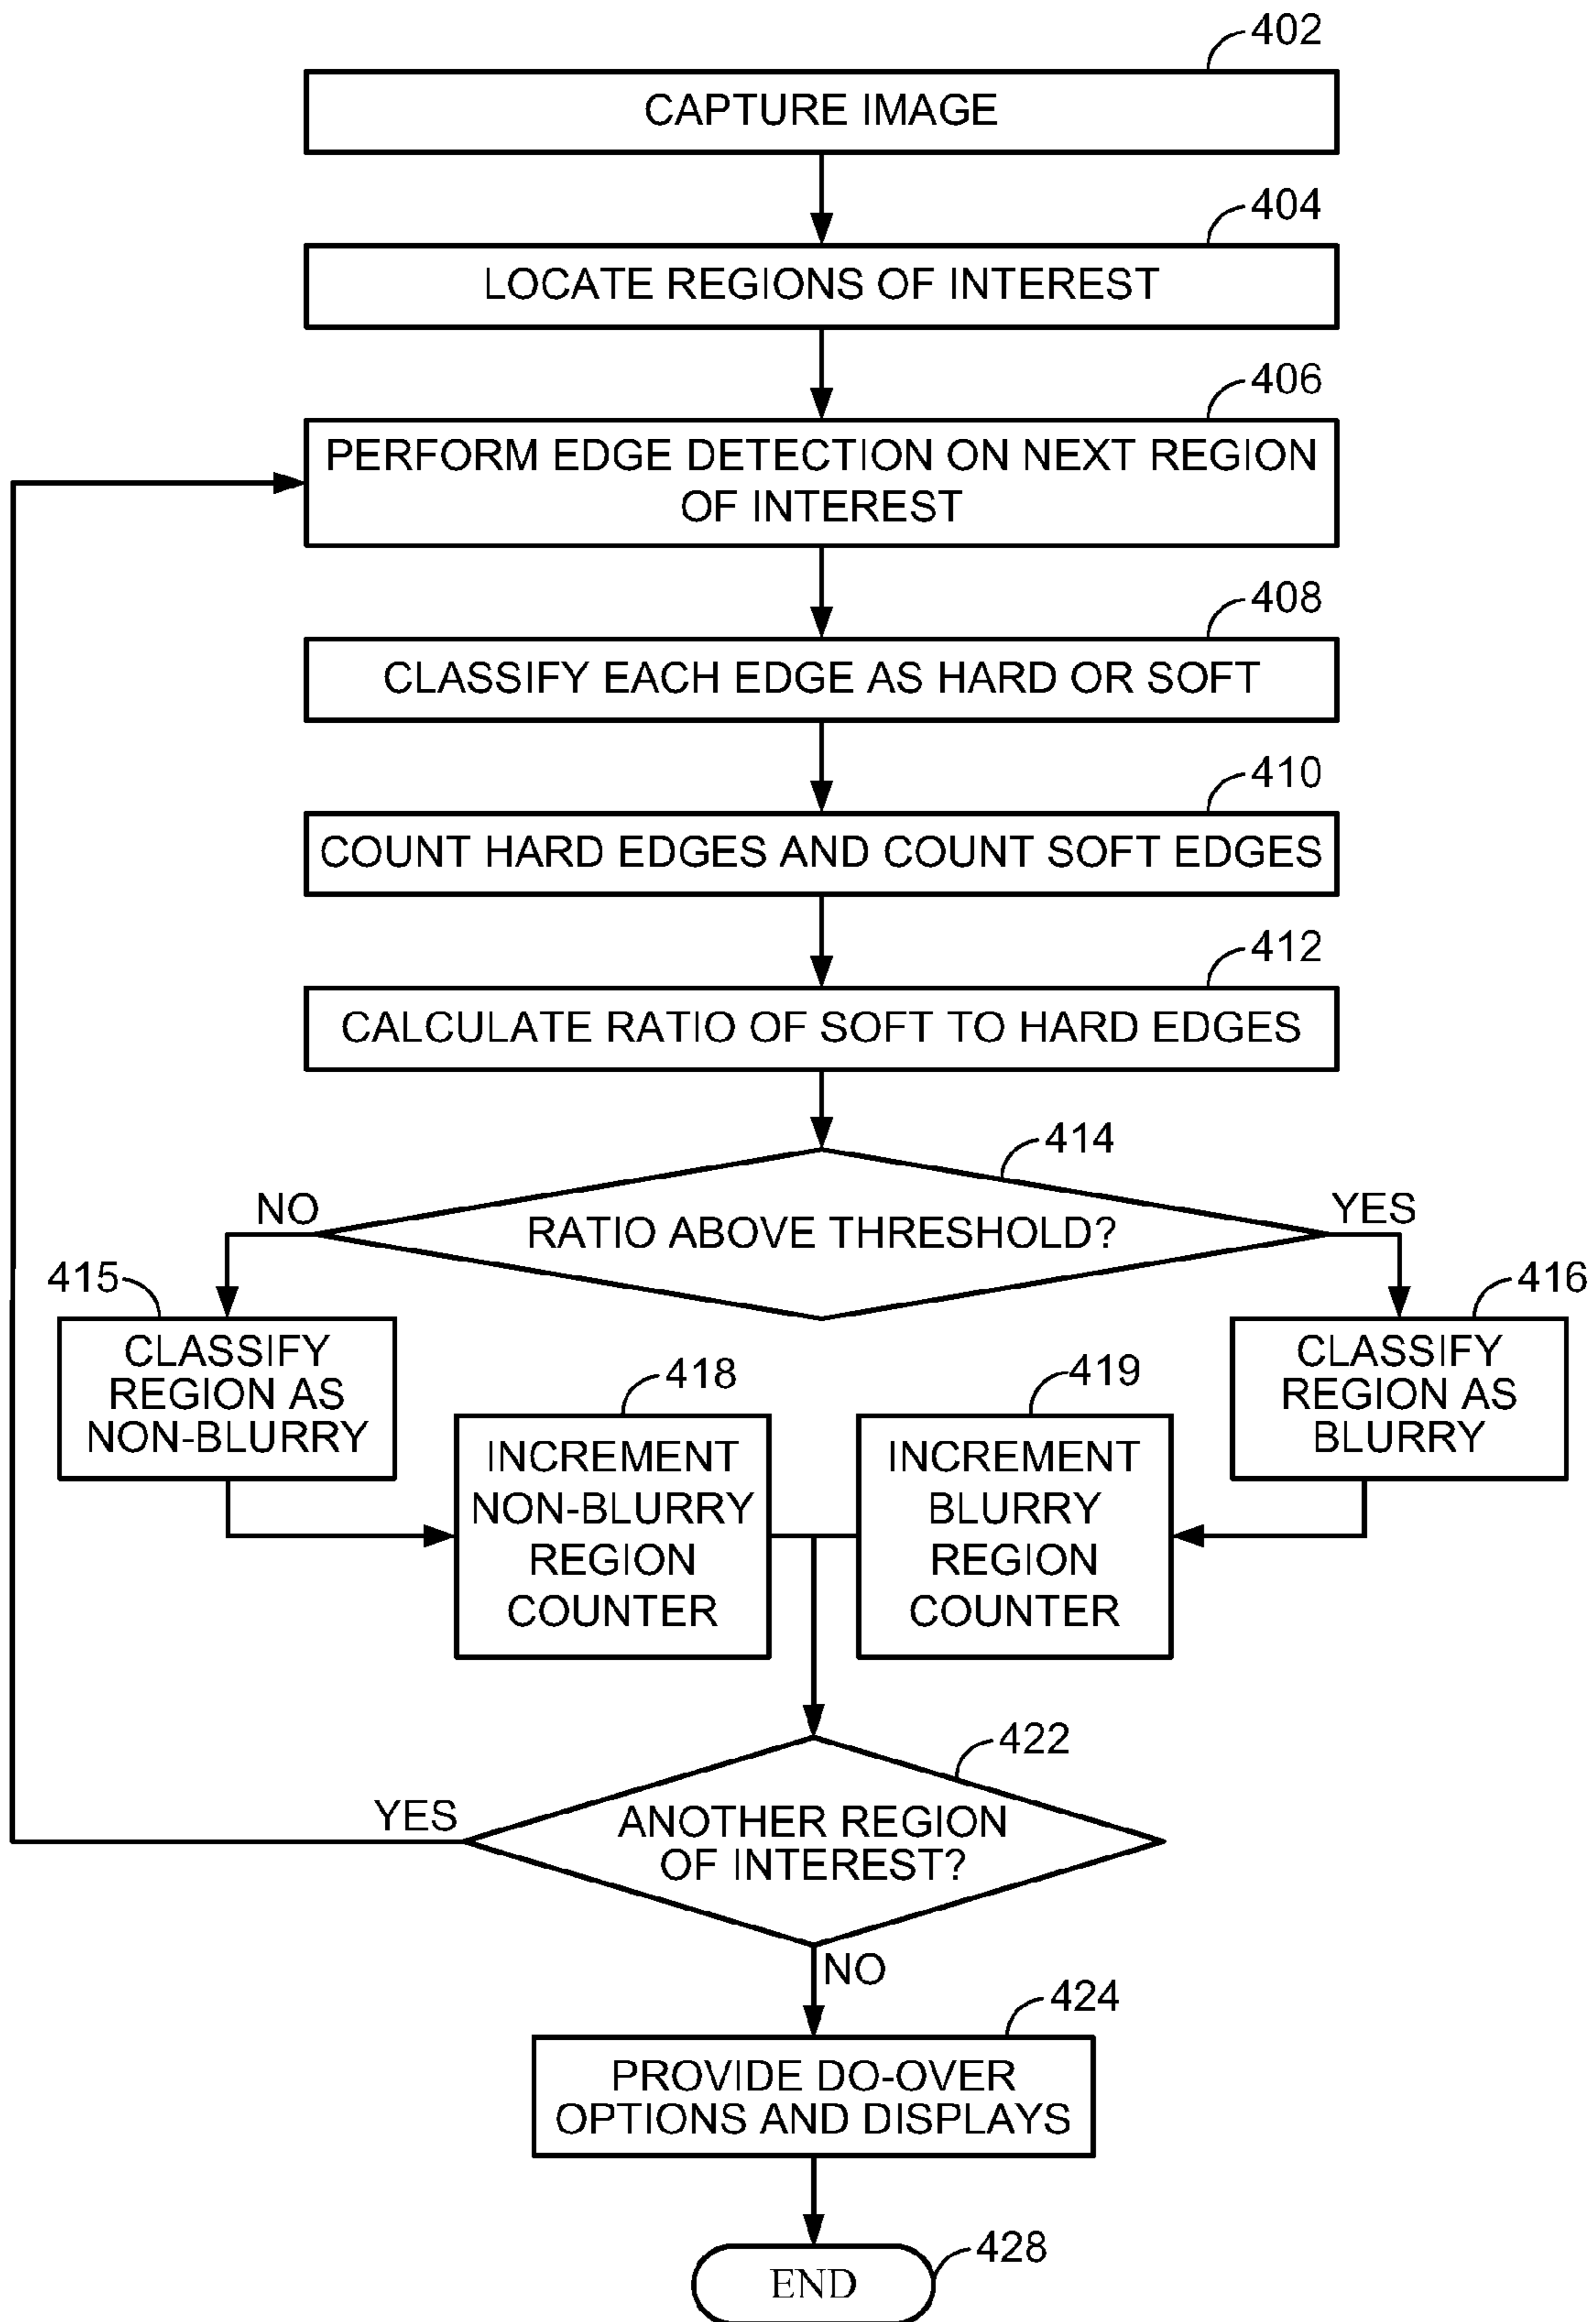 402
CAPTURE IMAGE
404
LOCATE REGIONS OF INTEREST
406
PERFORM EDGE DETECTION ON NEXT REGION
OF INTEREST
408
CLASSIFY EACH EDGE AS HARD OR SOFT
410
COUNT HARD EDGES AND COUNT SOFT EDGES
412
CALCULATE RATIO OF SOFT TO HARD EDGES
414
RATIO ABOVE THRESHOLD?
NO
YES
415
CLASSIFY
REGION AS
NON-BLURRY
416
CLASSIFY
REGION AS
BLURRY
418
INCREMENT
NON-BLURRY
REGION
COUNTER
419
INCREMENT
BLURRY
REGION
COUNTER
422
ANOTHER REGION
OF INTEREST?
YES
NO
424
PROVIDE DO-OVER
OPTIONS AND DISPLAYS
428
END